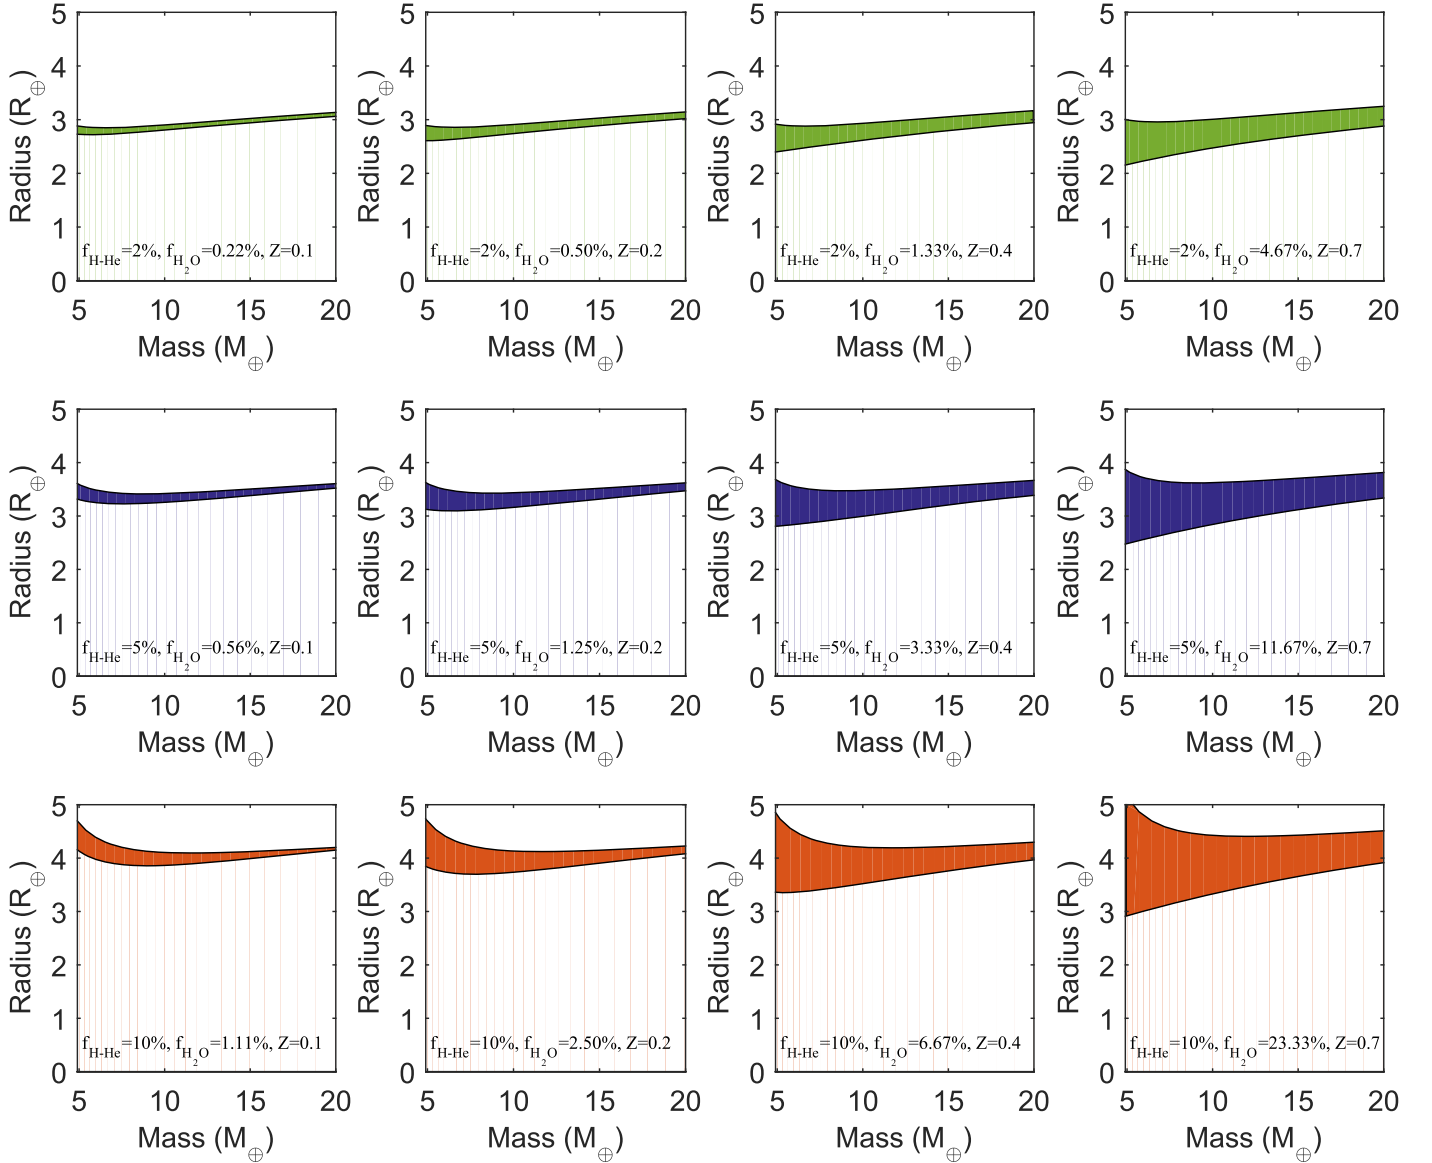 5
4
3
2
1
0
Radius (R⊕)
f_H-He=2%, f_H₂O=0.22%, Z=0.1
5 10 15 20
Mass (M⊕)
5
4
3
2
1
0
Radius (R⊕)
f_H-He=2%, f_H₂O=0.50%, Z=0.2
5 10 15 20
Mass (M⊕)
5
4
3
2
1
0
Radius (R⊕)
f_H-He=2%, f_H₂O=1.33%, Z=0.4
5 10 15 20
Mass (M⊕)
5
4
3
2
1
0
Radius (R⊕)
f_H-He=2%, f_H₂O=4.67%, Z=0.7
5 10 15 20
Mass (M⊕)
5
4
3
2
1
0
Radius (R⊕)
f_H-He=5%, f_H₂O=0.56%, Z=0.1
5 10 15 20
Mass (M⊕)
5
4
3
2
1
0
Radius (R⊕)
f_H-He=5%, f_H₂O=1.25%, Z=0.2
5 10 15 20
Mass (M⊕)
5
4
3
2
1
0
Radius (R⊕)
f_H-He=5%, f_H₂O=3.33%, Z=0.4
5 10 15 20
Mass (M⊕)
5
4
3
2
1
0
Radius (R⊕)
f_H-He=5%, f_H₂O=11.67%, Z=0.7
5 10 15 20
Mass (M⊕)
5
4
3
2
1
0
Radius (R⊕)
f_H-He=10%, f_H₂O=1.11%, Z=0.1
5 10 15 20
Mass (M⊕)
5
4
3
2
1
0
Radius (R⊕)
f_H-He=10%, f_H₂O=2.50%, Z=0.2
5 10 15 20
Mass (M⊕)
5
4
3
2
1
0
Radius (R⊕)
f_H-He=10%, f_H₂O=6.67%, Z=0.4
5 10 15 20
Mass (M⊕)
5
4
3
2
1
0
Radius (R⊕)
f_H-He=10%, f_H₂O=23.33%, Z=0.7
5 10 15 20
Mass (M⊕)